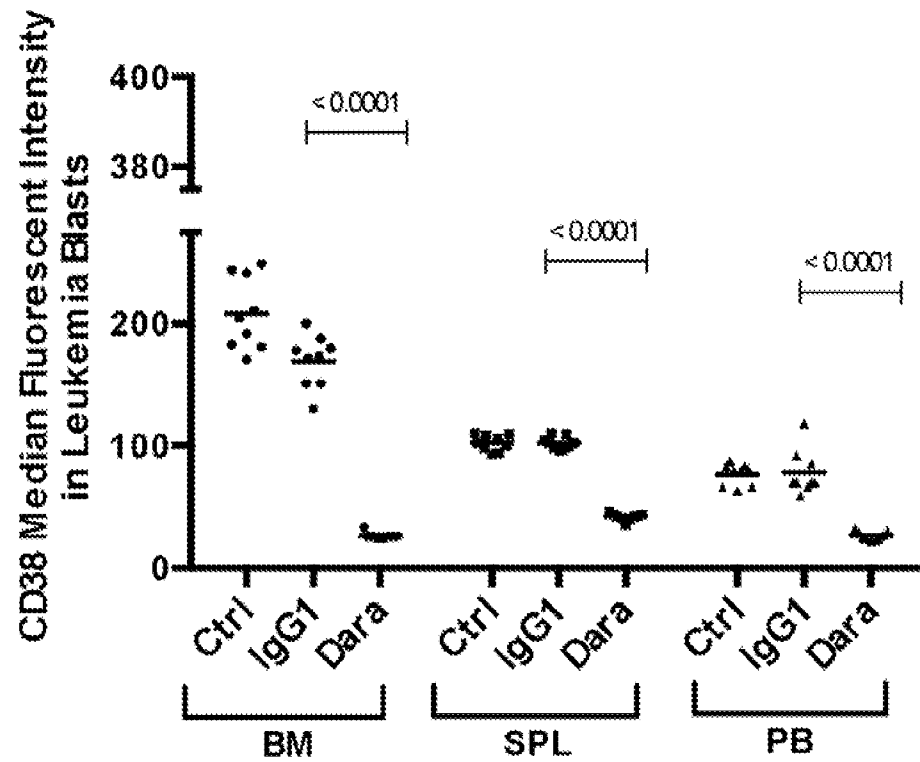 CD38 Median Fluorescent Intensity
in Leukemia Blasts
400
380
200
100
0
< 0.0001
< 0.0001
< 0.0001
Ctrl
IgG1
Dara
Ctrl
IgG1
Dara
Ctrl
IgG1
Dara
BM
SPL
PB